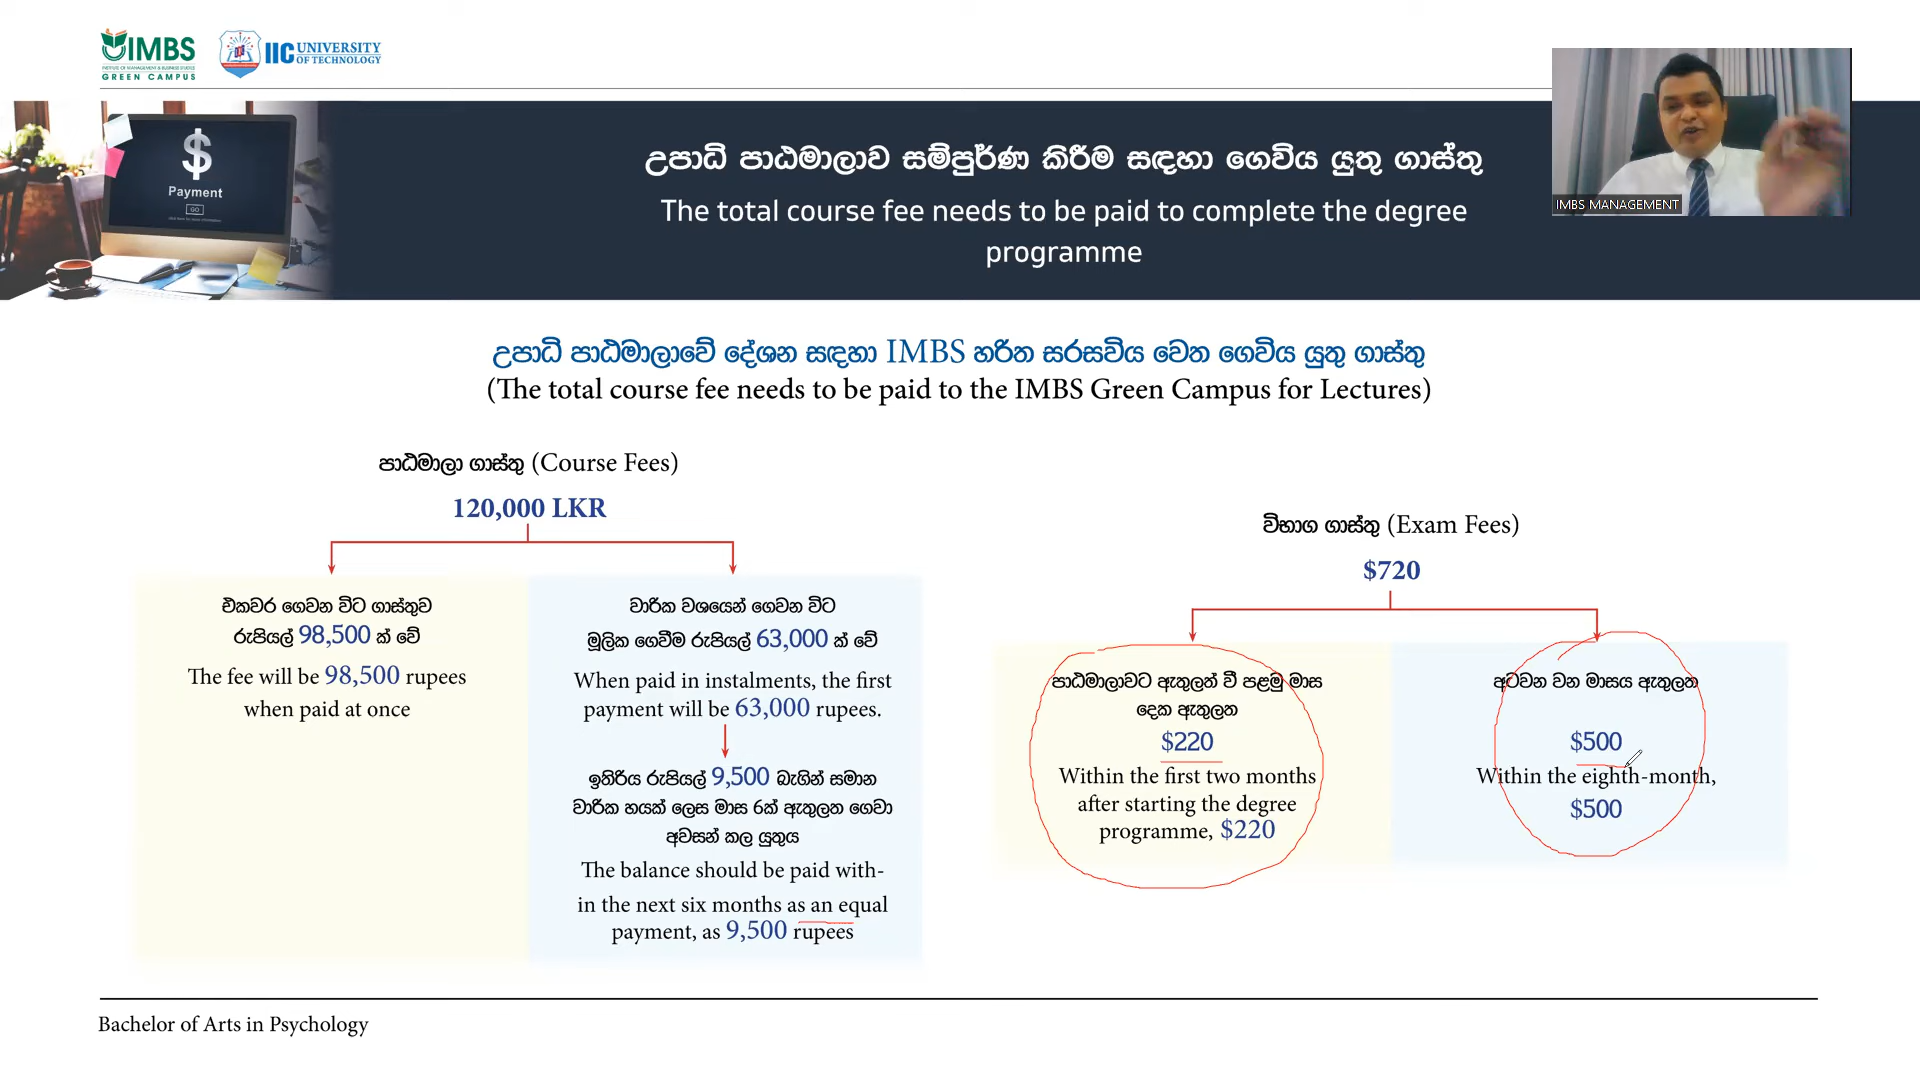 IMBS
GREEN CAMPUS
IIC UNIVERSITY
OF TECHNOLOGY
$
Payment
GO
IMBS MANAGEMENT
උපාධි පාඨමාලාව සම්පුර්ණ කිරීම සඳහා ගෙවිය යුතු ගාස්තු
The total course fee needs to be paid to complete the degree
programme
උපාධි පාඨමාලාවේ දේශන සඳහා IMBS හරිත සරසවිය වෙත ගෙවිය යුතු ගාස්තු
(The total course fee needs to be paid to the IMBS Green Campus for Lectures)
පාඨමාලා ගාස්තු (Course Fees)
120,000 LKR
එකවර ගෙවන විට ගාස්තුව
රුපියල් 98,500 ක් වේ
The fee will be 98,500 rupees
when paid at once
වාරික වශයෙන් ගෙවන විට
මූලික ගෙවීම රුපියල් 63,000 ක් වේ
When paid in instalments, the first
payment will be 63,000 rupees.
ඉතිරිය රුපියල් 9,500 බැගින් සමාන
වාරික හයක් ලෙස මාස 6ක් ඇතුලත ගෙවා
අවසන් කල යුතුය
The balance should be paid with-
in the next six months as an equal
payment, as 9,500 rupees
විභාග ගාස්තු (Exam Fees)
$720
පාඨමාලාවට ඇතුලත් වී පළමු මාස
දෙක ඇතුලත
$220
Within the first two months
after starting the degree
programme, $220
අටවන වන මාසය ඇතුලත
$500
Within the eighth-month,
$500
Bachelor of Arts in Psychology